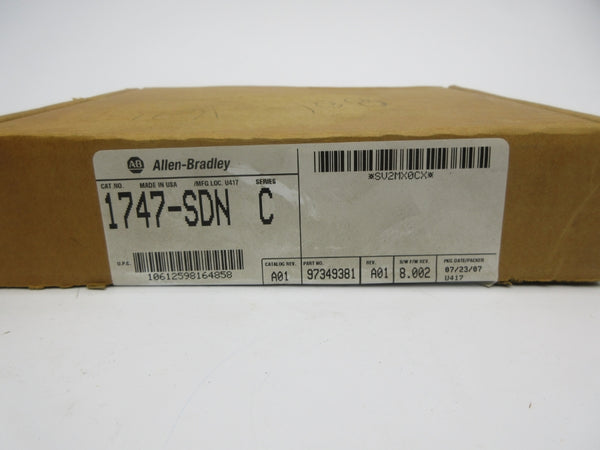 AB Allen-Bradley
CAT. NO. MADE IN USA /MFG LOC. U417 SERIES
1747-SDN C
*SV2MX0CX*
U.P.C.
10612598164858
CATALOG REV. PART NO. REV. S/W F/W REV. PKG DATE/PACKER
A01 97349381 A01 8.002 07/23/07
U417